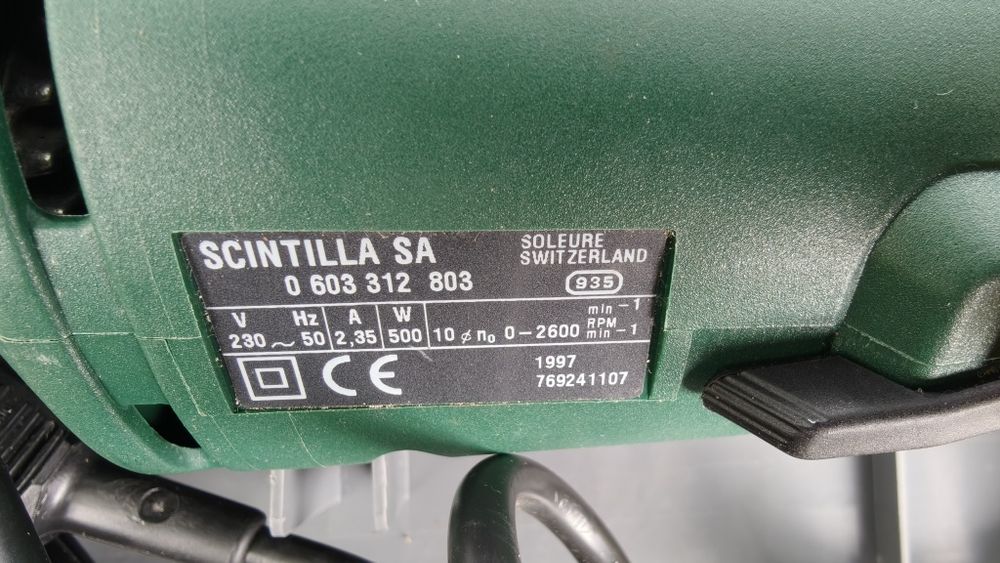 SCINTILLA SA
SOLEURE
SWITZERLAND
0 603 312 803
935
V Hz A W
min-1
230 ~ 50 2,35 500 10 ø n₀ 0-2600 RPM
min-1
CE
1997
769241107